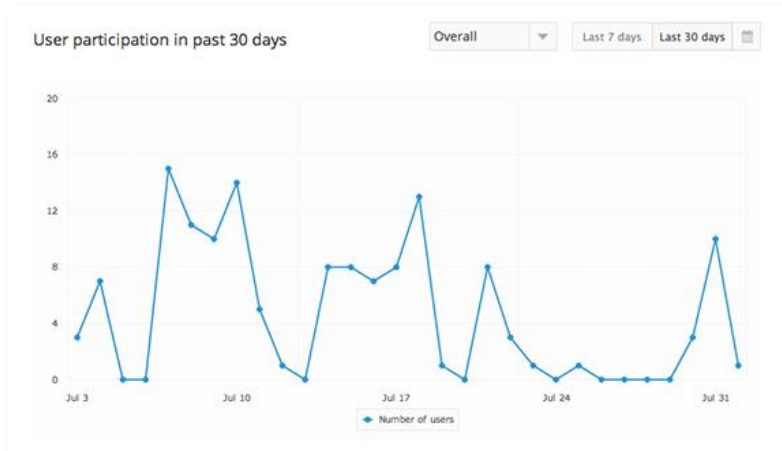 User participation in past 30 days
Overall
Last 7 days
Last 30 days
20
16
12
8
4
0
Jul 3
Jul 10
Jul 17
Jul 24
Jul 31
Number of users